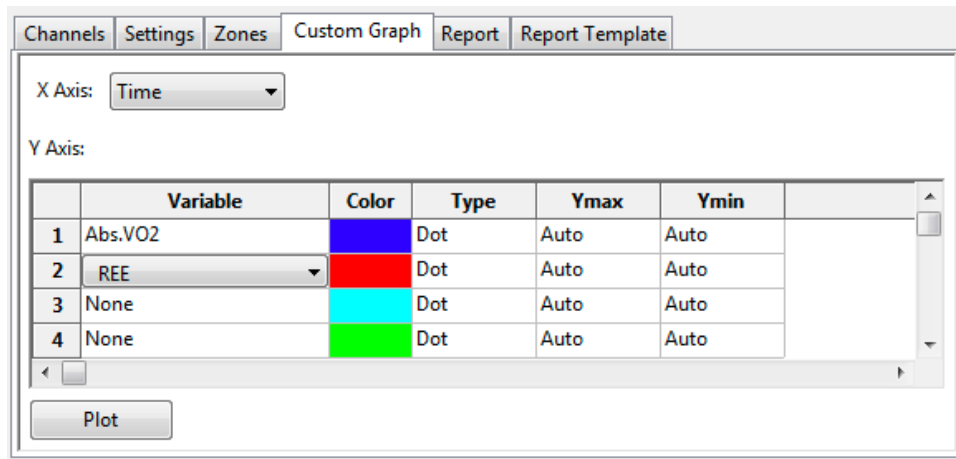 Channels Settings Zones Custom Graph Report Report Template
X Axis: Time
Y Axis:
Variable Color Type Ymax Ymin
1 Abs.VO2 Dot Auto Auto
2 REE Dot Auto Auto
3 None Dot Auto Auto
4 None Dot Auto Auto
Plot